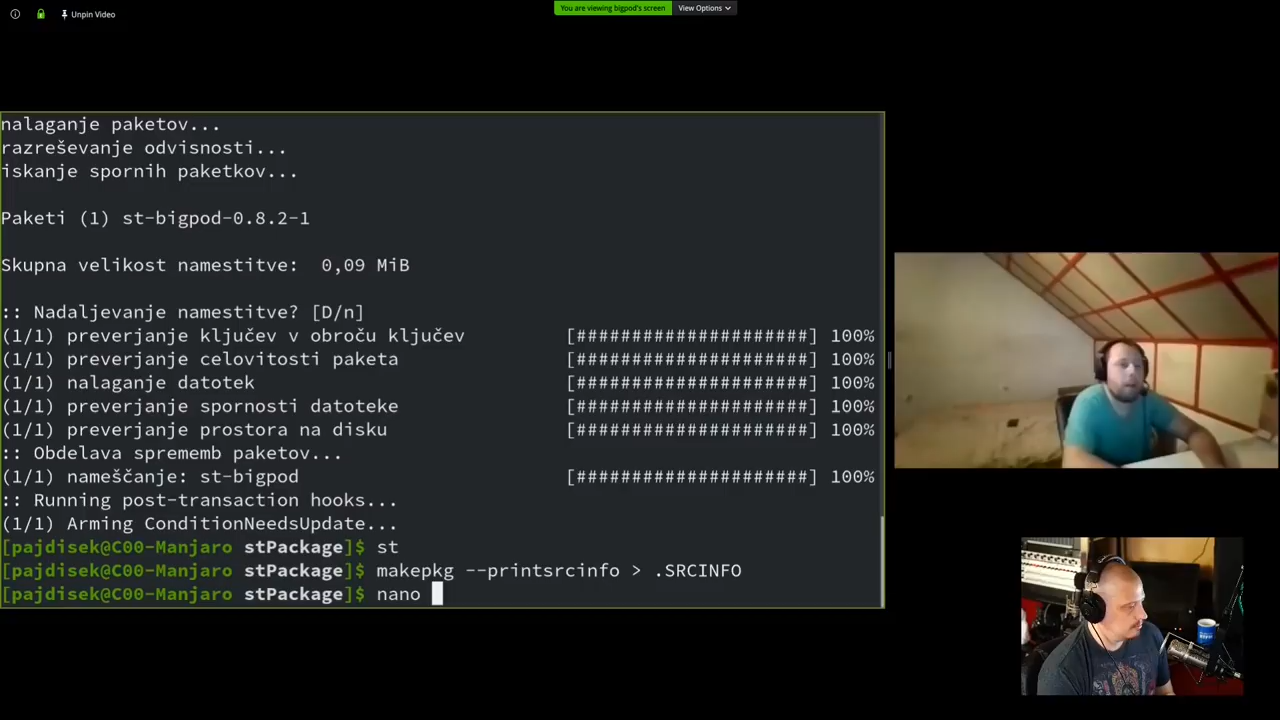 Unpin Video
You are viewing bigpod's screen
View Options
nalaganje paketov...
razreševanje odvisnosti...
iskanje spornih paketkov...
Paketi (1) st-bigpod-0.8.2-1
Skupna velikost namestitve:  0,09 MiB
:: Nadaljevanje namestitve? [D/n]
(1/1) preverjanje ključev v obroču ključev [#####################] 100%
(1/1) preverjanje celovitosti paketa [#####################] 100%
(1/1) nalaganje datotek [#####################] 100%
(1/1) preverjanje spornosti datoteke [#####################] 100%
(1/1) preverjanje prostora na disku [#####################] 100%
:: Obdelava sprememb paketov...
(1/1) nameščanje: st-bigpod [#####################] 100%
:: Running post-transaction hooks...
(1/1) Arming ConditionNeedsUpdate...
[pajdisek@C00-Manjaro stPackage]$ st
[pajdisek@C00-Manjaro stPackage]$ makepkg --printsrcinfo > .SRCINFO
[pajdisek@C00-Manjaro stPackage]$ nano